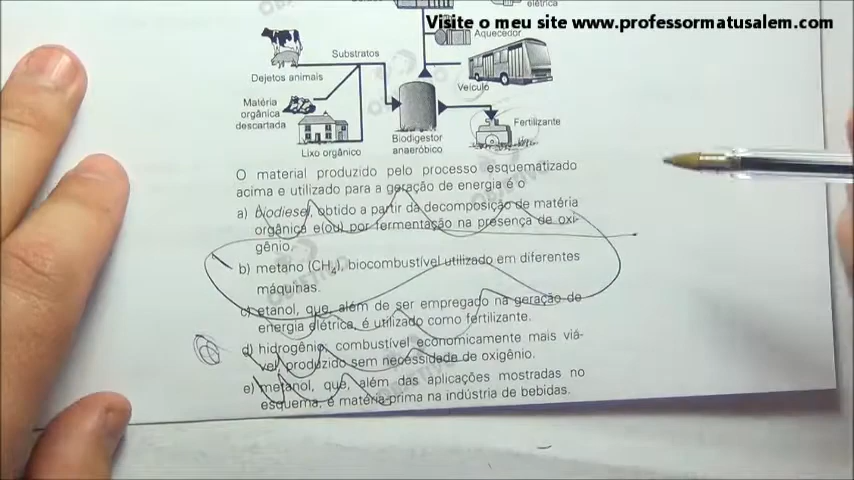 Visite o meu site www.professormatusalem.com
elétrica
Aquecedor
Substratos
Dejetos animais
Veículo
Matéria
orgânica
descartada
Fertilizante
Biodigestor
anaeróbico
Lixo orgânico
O material produzido pelo processo esquematizado
acima e utilizado para a geração de energia é o
a) biodiesel, obtido a partir da decomposição de matéria
orgânica e(ou) por fermentação na presença de oxi-
gênio.
b) metano (CH4), biocombustível utilizado em diferentes
máquinas.
c) etanol, que, além de ser empregado na geração de
energia elétrica, é utilizado como fertilizante.
d) hidrogênio, combustível economicamente mais viá-
vel, produzido sem necessidade de oxigênio.
e) metanol, que, além das aplicações mostradas no
esquema, é matéria-prima na indústria de bebidas.